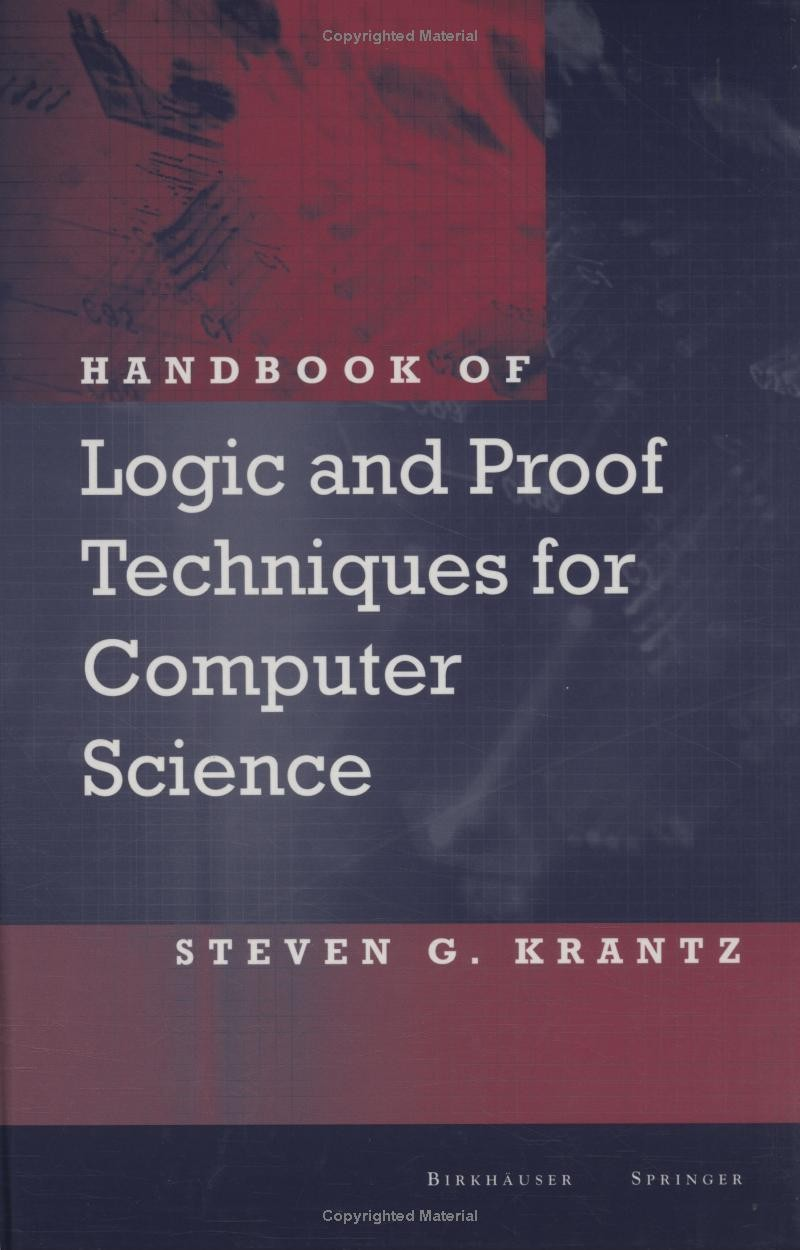 Copyrighted Material
HANDBOOK OF
Logic and Proof
Techniques for
Computer
Science
STEVEN G. KRANTZ
BIRKHÄUSER SPRINGER
Copyrighted Material